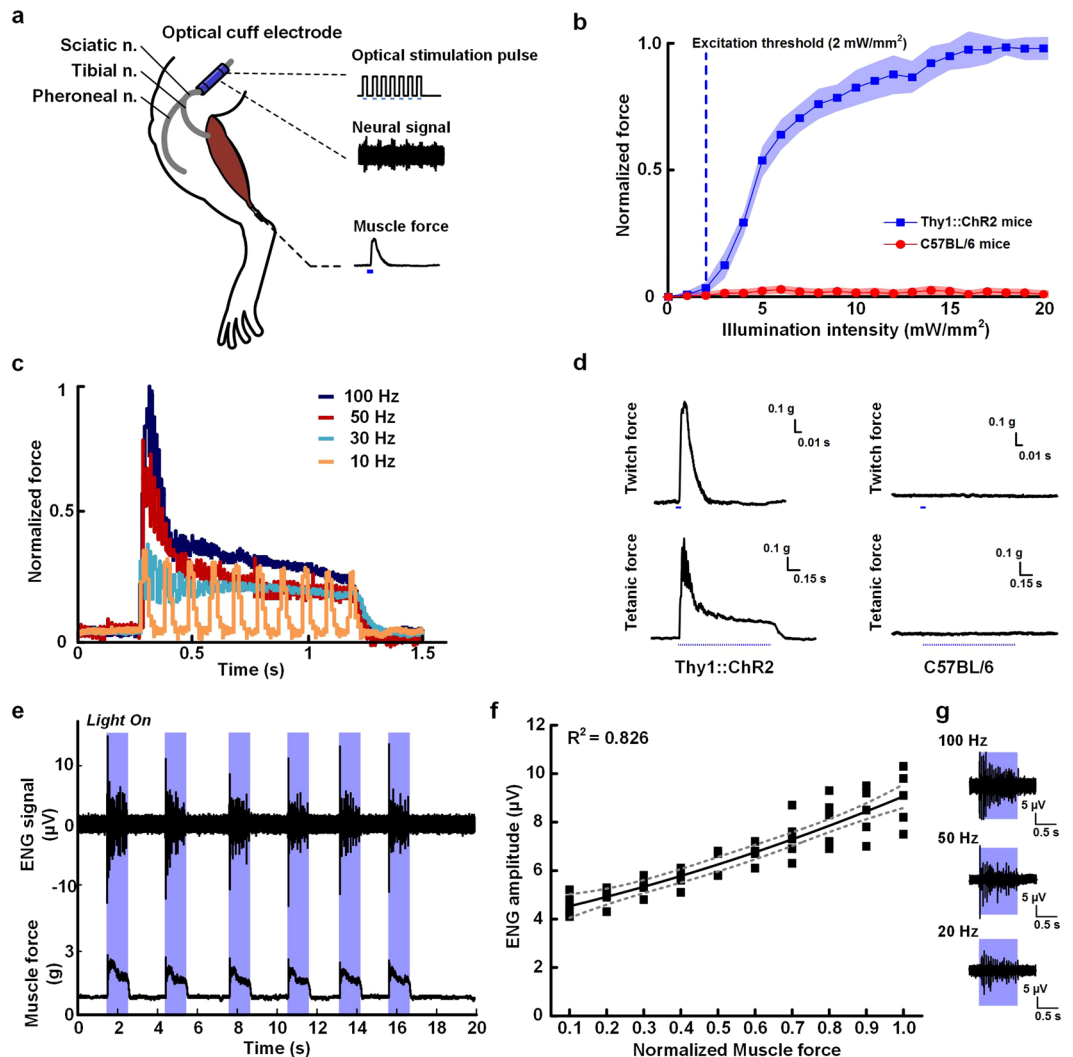 a
Optical cuff electrode
Sciatic n.
Tibial n.
Pheroneal n.
Optical stimulation pulse
Neural signal
Muscle force
b
Normalized force
1.0
0.5
0
Excitation threshold (2 mW/mm²)
Thy1::ChR2 mice
C57BL/6 mice
0 5 10 15 20
Illumination intensity (mW/mm²)
c
Normalized force
1
0.5
0
100 Hz
50 Hz
30 Hz
10 Hz
0 0.5 1 1.5
Time (s)
d
Twitch force
0.1 g
0.01 s
Twitch force
0.1 g
0.01 s
Tetanic force
0.1 g
0.15 s
Tetanic force
0.1 g
0.15 s
Thy1::ChR2
C57BL/6
e
Light On
ENG signal
(µV)
10
0
-10
Muscle force
(g)
3
0
0 2 4 6 8 10 12 14 16 18 20
Time (s)
f
R² = 0.826
ENG amplitude (µV)
12
10
8
6
4
2
0
0.1 0.2 0.3 0.4 0.5 0.6 0.7 0.8 0.9 1.0
Normalized Muscle force
g
100 Hz
5 µV
0.5 s
50 Hz
5 µV
0.5 s
20 Hz
5 µV
0.5 s